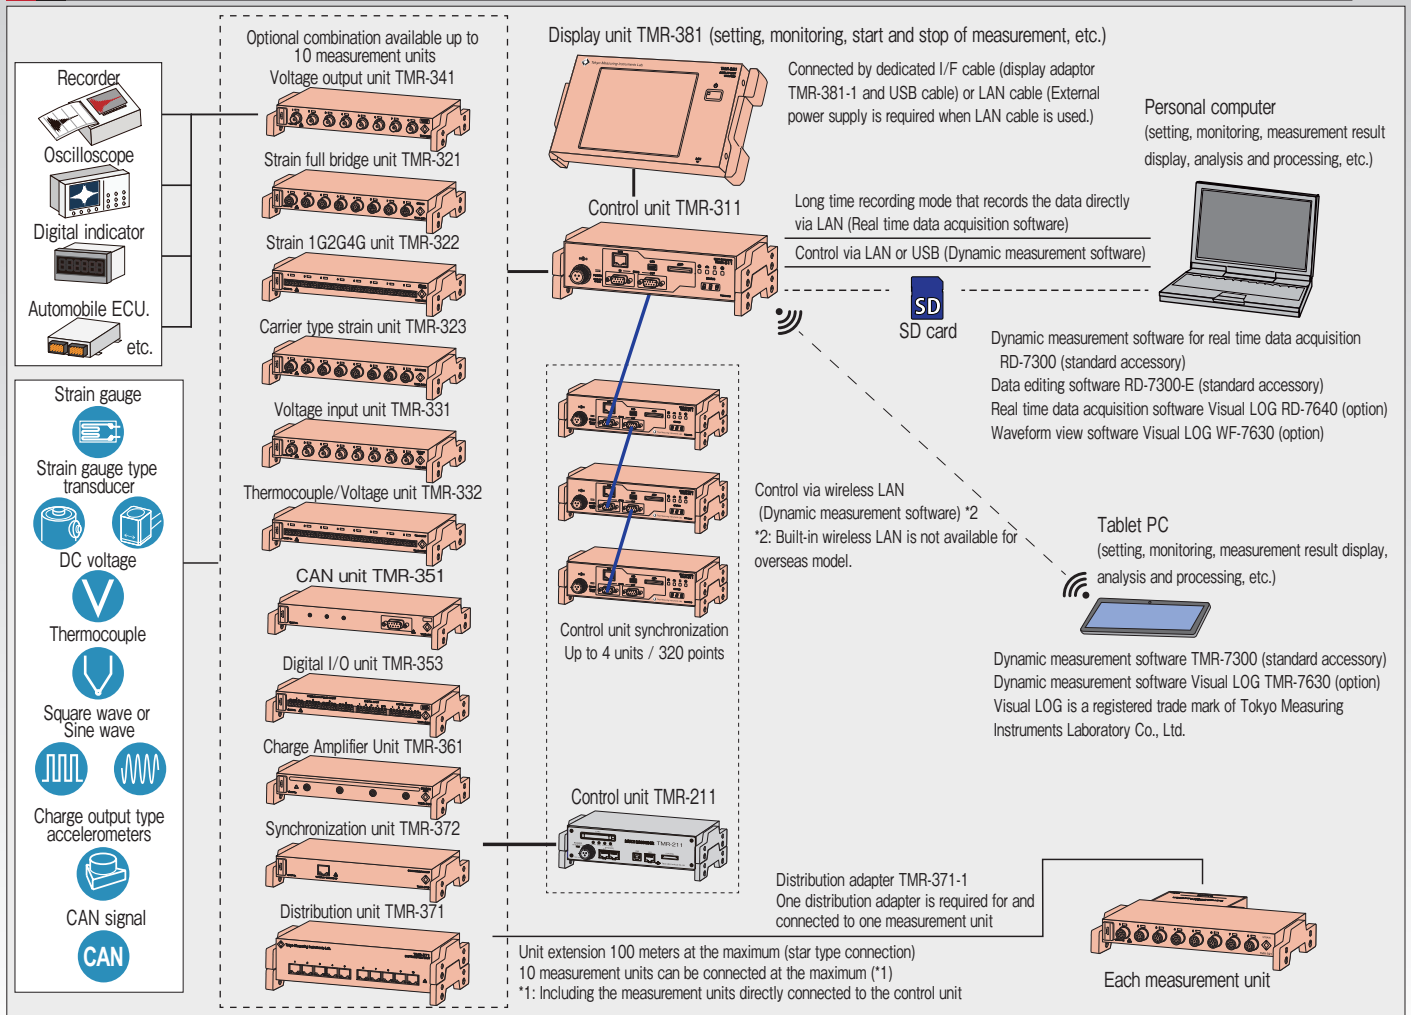 Optional combination available up to
10 measurement units
Recorder
Oscilloscope
Digital indicator
Automobile ECU.
etc.
Strain gauge
Strain gauge type
transducer
DC voltage
V
Thermocouple
Square wave or
Sine wave
Charge output type
accelerometers
CAN signal
CAN
Voltage output unit TMR-341
Strain full bridge unit TMR-321
Strain 1G2G4G unit TMR-322
Carrier type strain unit TMR-323
Voltage input unit TMR-331
Thermocouple/Voltage unit TMR-332
CAN unit TMR-351
Digital I/O unit TMR-353
Charge Amplifier Unit TMR-361
Synchronization unit TMR-372
Distribution unit TMR-371
Display unit TMR-381 (setting, monitoring, start and stop of measurement, etc.)
Connected by dedicated I/F cable (display adaptor
TMR-381-1 and USB cable) or LAN cable (External
power supply is required when LAN cable is used.)
Control unit TMR-311
Long time recording mode that records the data directly
via LAN (Real time data acquisition software)
Control via LAN or USB (Dynamic measurement software)
SD
SD card
Personal computer
(setting, monitoring, measurement result
display, analysis and processing, etc.)
Dynamic measurement software for real time data acquisition
RD-7300 (standard accessory)
Data editing software RD-7300-E (standard accessory)
Real time data acquisition software Visual LOG RD-7640 (option)
Waveform view software Visual LOG WF-7630 (option)
Control via wireless LAN
(Dynamic measurement software) *2
*2: Built-in wireless LAN is not available for
overseas model.
Tablet PC
(setting, monitoring, measurement result display,
analysis and processing, etc.)
Dynamic measurement software TMR-7300 (standard accessory)
Dynamic measurement software Visual LOG TMR-7630 (option)
Visual LOG is a registered trade mark of Tokyo Measuring
Instruments Laboratory Co., Ltd.
Control unit synchronization
Up to 4 units / 320 points
Control unit TMR-211
TMR-211
Distribution adapter TMR-371-1
One distribution adapter is required for and
connected to one measurement unit
Unit extension 100 meters at the maximum (star type connection)
10 measurement units can be connected at the maximum (*1)
*1: Including the measurement units directly connected to the control unit
Each measurement unit